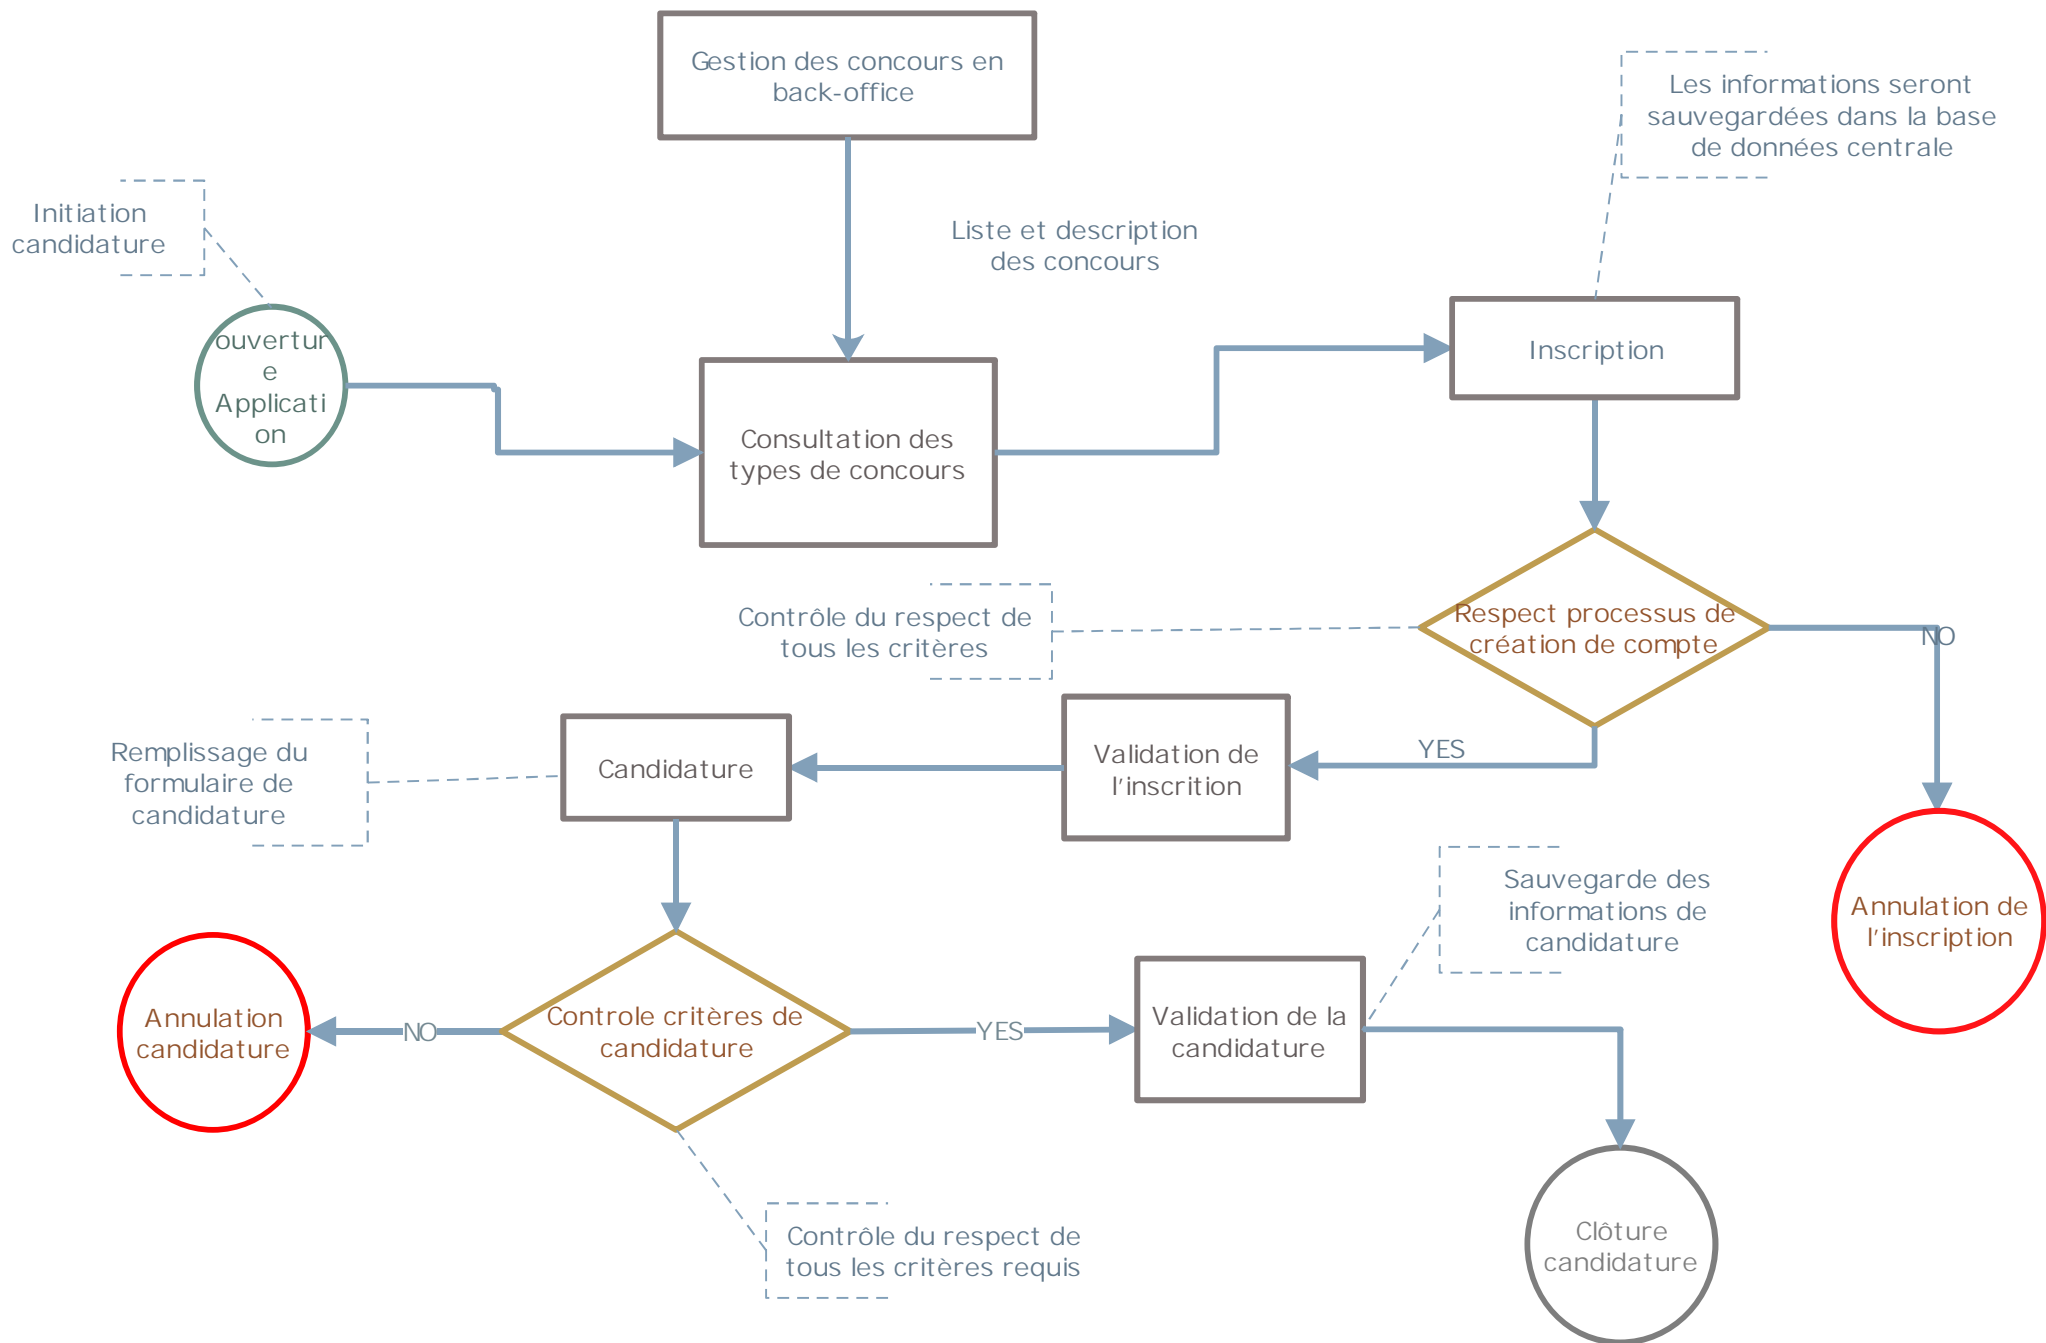 Gestion des concours en
back-office
Les informations seront
sauvegardées dans la base
de données centrale
Initiation
candidature
Liste et description
des concours
ouvertur
e
Applicati
on
Inscription
Consultation des
types de concours
Contrôle du respect de
tous les critères
Respect processus de
création de compte
NO
YES
Validation de
l'inscrition
Candidature
Remplissage du
formulaire de
candidature
Sauvegarde des
informations de
candidature
Annulation de
l'inscription
Annulation
candidature
NO
Controle critères de
candidature
YES
Validation de la
candidature
Contrôle du respect de
tous les critères requis
Clôture
candidature